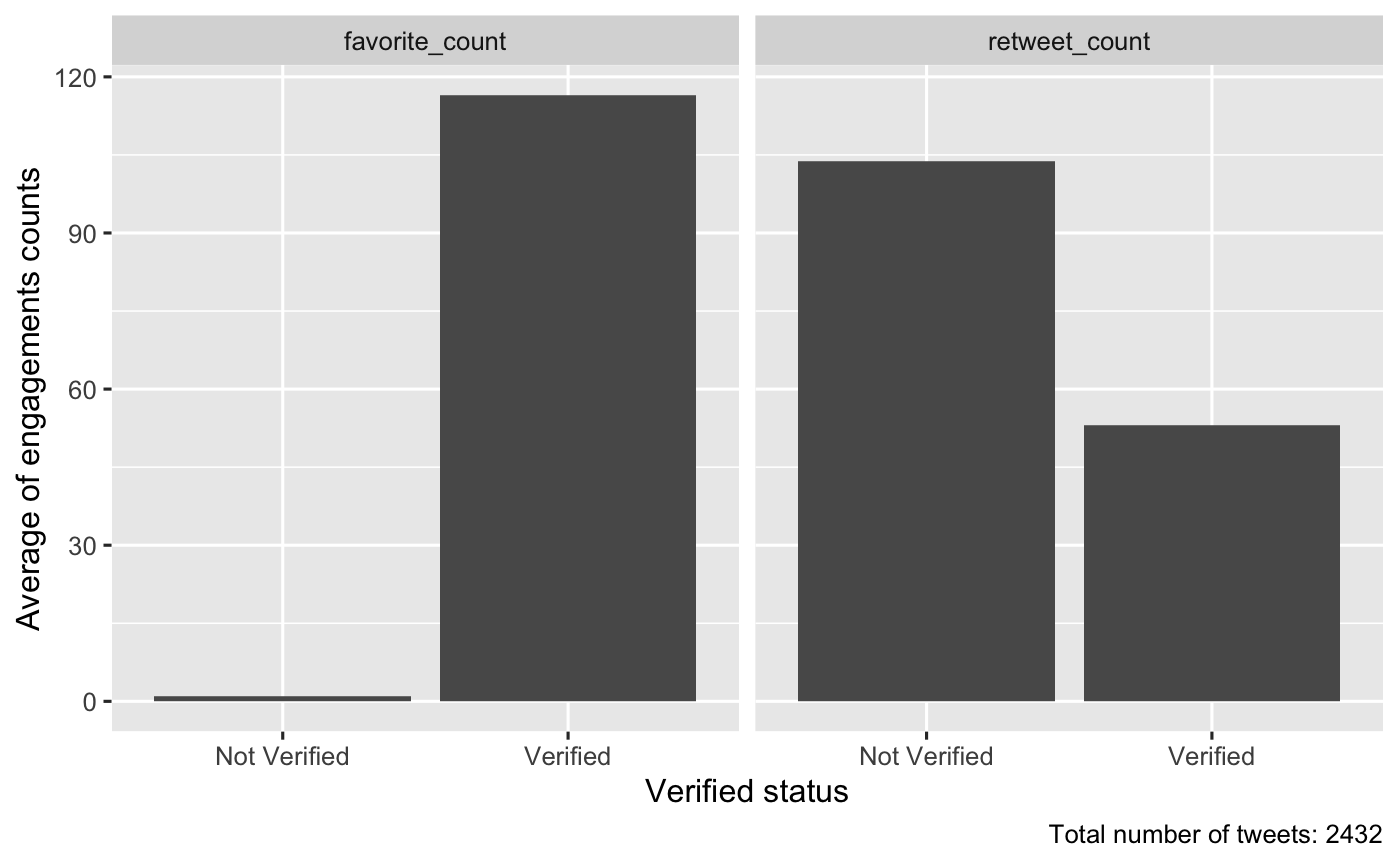 favorite_count
retweet_count
120
90
60
30
0
Average of engagements counts
Not Verified
Verified
Not Verified
Verified
Verified status
Total number of tweets: 2432